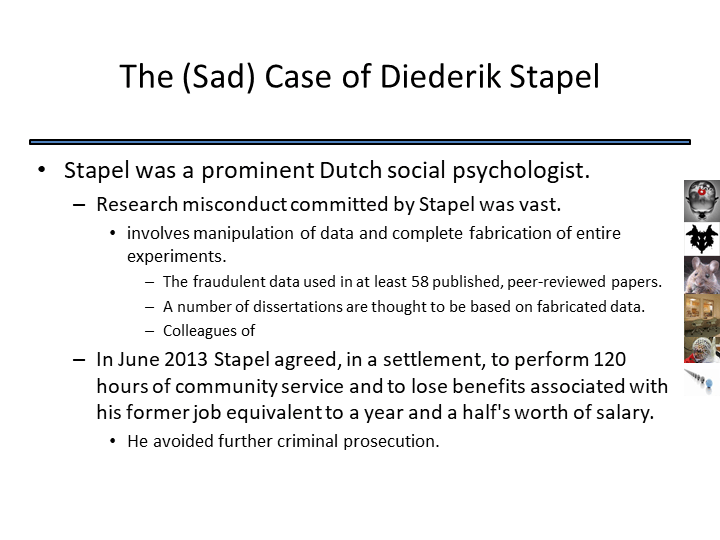 The (Sad) Case of Diederik Stapel
• Stapel was a prominent Dutch social psychologist.
– Research misconduct committed by Stapel was vast.
• involves manipulation of data and complete fabrication of entire
experiments.
– The fraudulent data used in at least 58 published, peer-reviewed papers.
– A number of dissertations are thought to be based on fabricated data.
– Colleagues of
– In June 2013 Stapel agreed, in a settlement, to perform 120
hours of community service and to lose benefits associated with
his former job equivalent to a year and a half's worth of salary.
• He avoided further criminal prosecution.